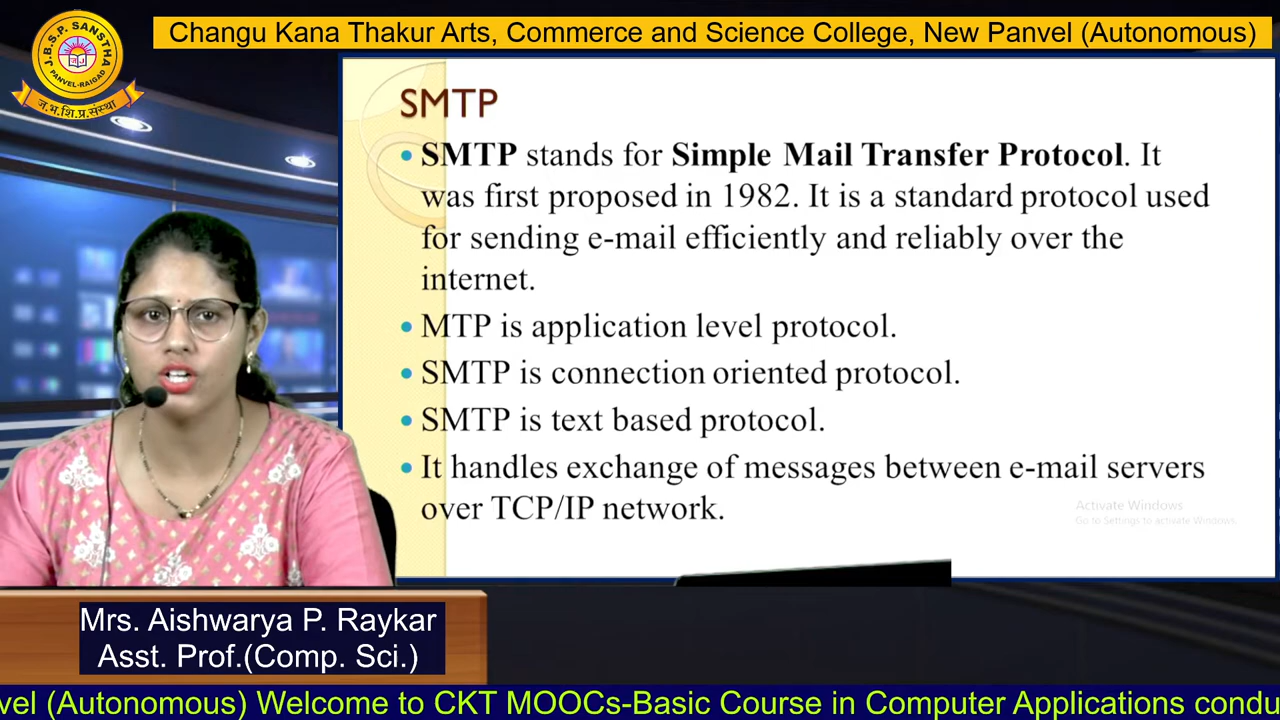 Changu Kana Thakur Arts, Commerce and Science College, New Panvel (Autonomous)
J.B.S.P. SANSTHA
PANVEL-RAIGAD
ज.भ.शि.प्र.संस्था
SMTP
SMTP stands for Simple Mail Transfer Protocol. It
was first proposed in 1982. It is a standard protocol used
for sending e-mail efficiently and reliably over the
internet.
MTP is application level protocol.
SMTP is connection oriented protocol.
SMTP is text based protocol.
It handles exchange of messages between e-mail servers
over TCP/IP network.
Activate Windows
Go to Settings to activate Windows.
Mrs. Aishwarya P. Raykar
Asst. Prof.(Comp. Sci.)
vel (Autonomous) Welcome to CKT MOOCs-Basic Course in Computer Applications condu